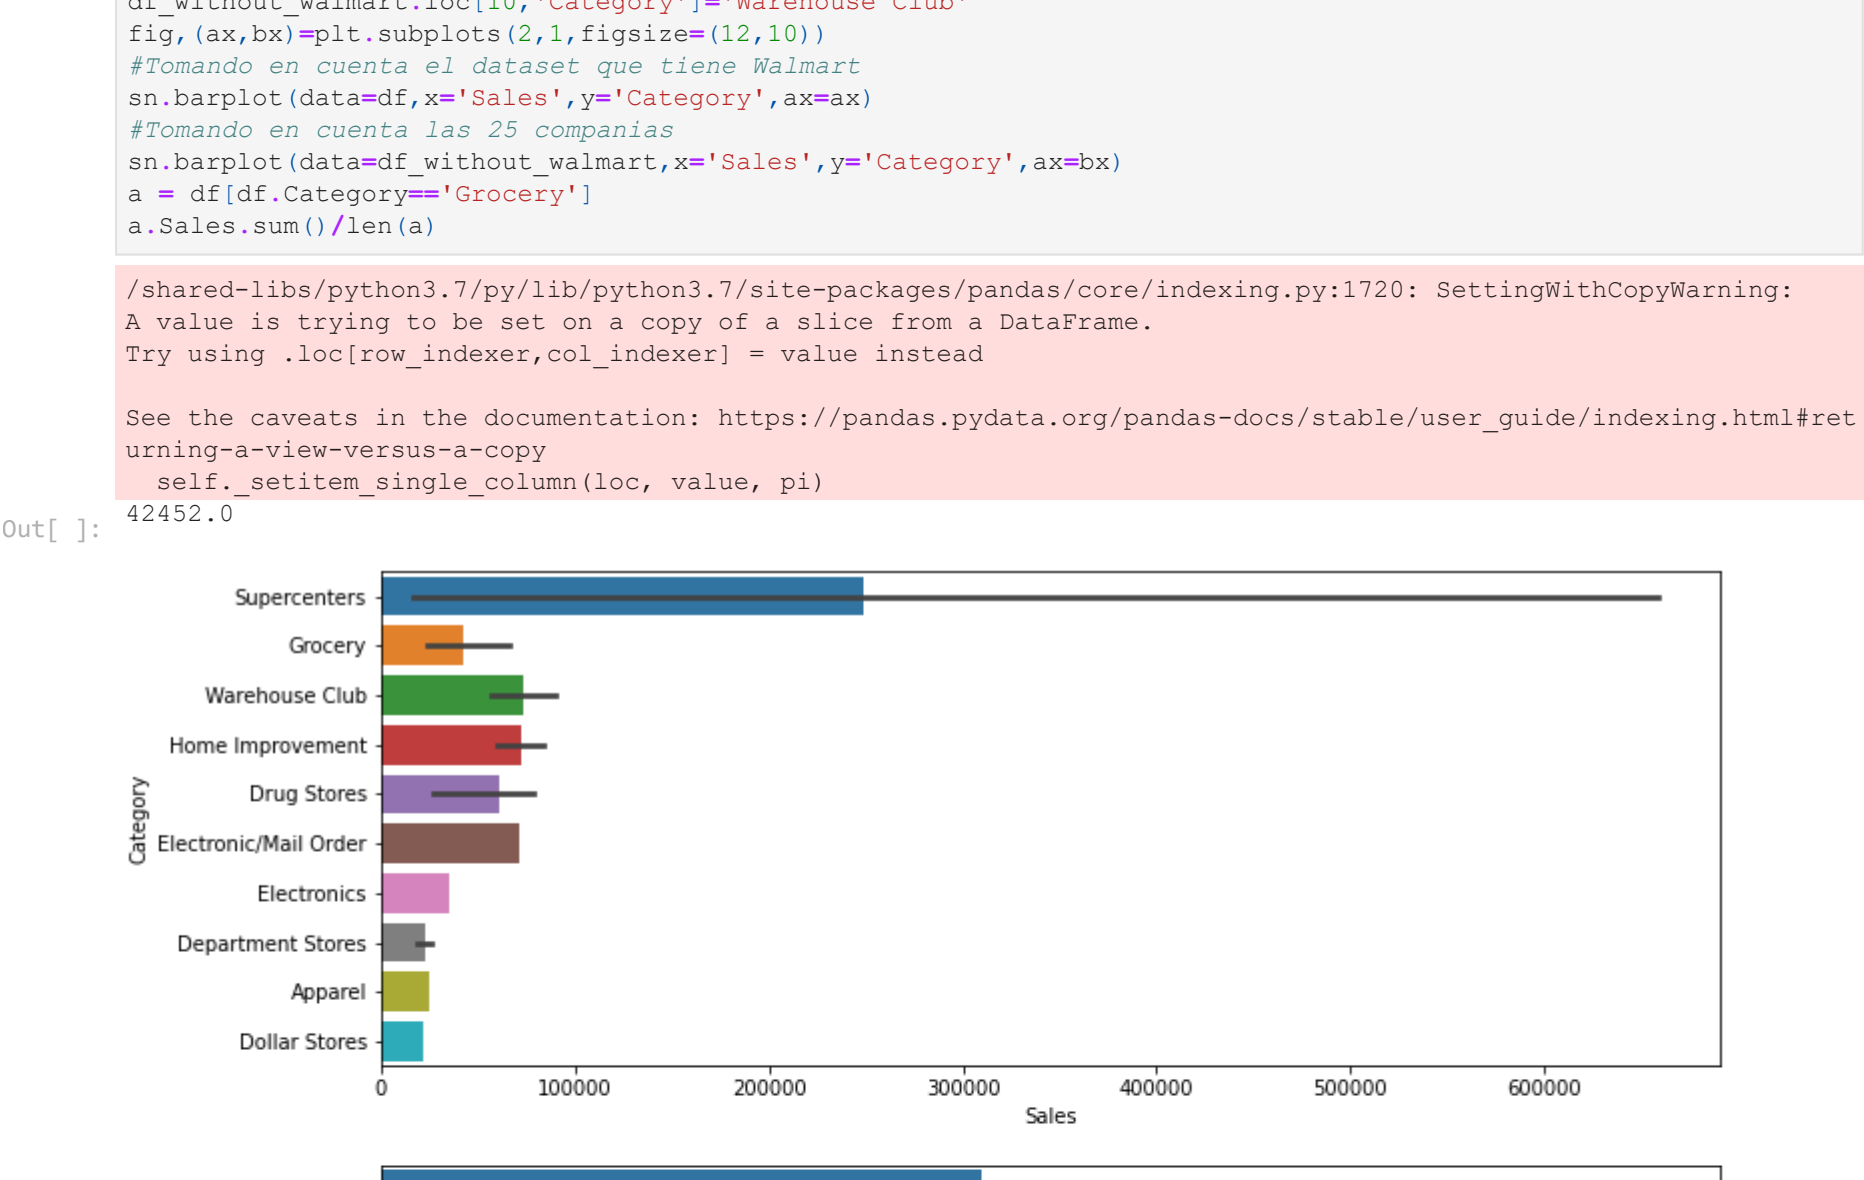 df_without_walmart.loc[10,'Category']='Warehouse Club'
fig,(ax,bx)=plt.subplots(2,1,figsize=(12,10))
#Tomando en cuenta el dataset que tiene Walmart
sn.barplot(data=df,x='Sales',y='Category',ax=ax)
#Tomando en cuenta las 25 companias
sn.barplot(data=df_without_walmart,x='Sales',y='Category',ax=bx)
a = df[df.Category=='Grocery']
a.Sales.sum()/len(a)
/shared-libs/python3.7/py/lib/python3.7/site-packages/pandas/core/indexing.py:1720: SettingWithCopyWarning:
A value is trying to be set on a copy of a slice from a DataFrame.
Try using .loc[row_indexer,col_indexer] = value instead
See the caveats in the documentation: https://pandas.pydata.org/pandas-docs/stable/user_guide/indexing.html#ret
urning-a-view-versus-a-copy
self._setitem_single_column(loc, value, pi)
Out[ ]: 42452.0
Supercenters
Grocery
Warehouse Club
Home Improvement
Drug Stores
Electronic/Mail Order
Electronics
Department Stores
Apparel
Dollar Stores
Category
0 100000 200000 300000 400000 500000 600000
Sales